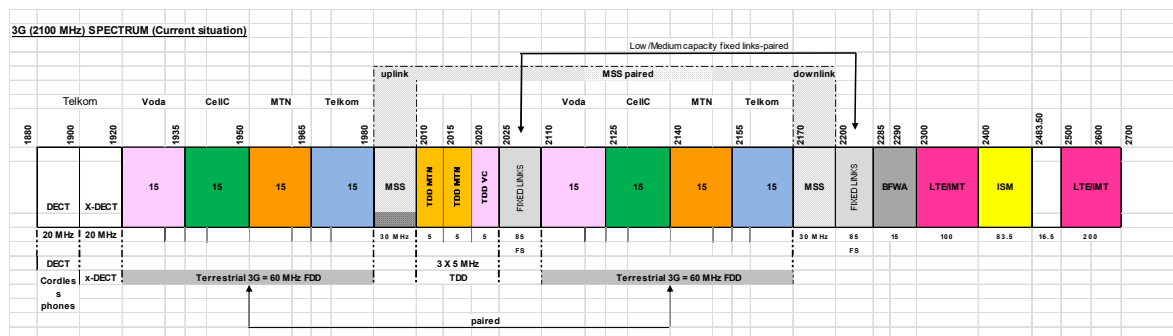 3G (2100 MHz) SPECTRUM (Current situation)
Low/Medium capacity fixed links-paired
uplink MSS paired downlink
Telkom Voda CellC MTN Telkom Voda CellC MTN Telkom
1880 1900 1920 1935 1950 1965 1980 2010 2015 2020 2025 2110 2125 2140 2155 2170 2200 2285 2290 2300 2400 2483.50 2500 2600 2700
DECT X-DECT 15 15 15 15 MSS TDD MTN TDD MTN TDD VC FIXED LINKS 15 15 15 15 MSS FIXED LINKS BFWA LTE/IMT ISM LTE/IMT
20 MHz 20 MHz 30 MHz 5 5 5 85 30 MHz 85 15 100 83.5 16.5 200
FS FS
DECT 3 X 5 MHz
Cordles x-DECT Terrestrial 3G = 60 MHz FDD TDD Terrestrial 3G = 60 MHz FDD
s
phones
paired